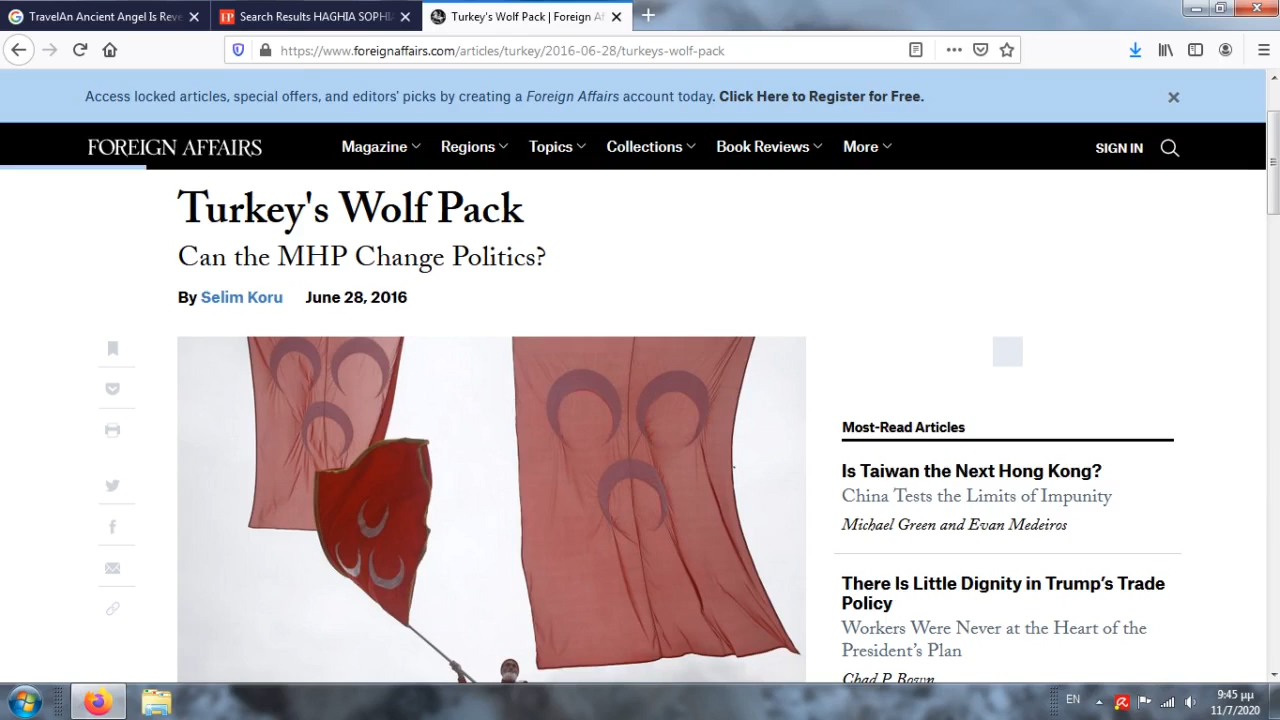 TravelAn Ancient Angel Is Reve
Search Results HAGHIA SOPHI
Turkey's Wolf Pack | Foreign Af
https://www.foreignaffairs.com/articles/turkey/2016-06-28/turkeys-wolf-pack
Access locked articles, special offers, and editors' picks by creating a Foreign Affairs account today. Click Here to Register for Free.
FOREIGN AFFAIRS
Magazine Regions Topics Collections Book Reviews More
SIGN IN
Turkey's Wolf Pack
Can the MHP Change Politics?
By Selim Koru June 28, 2016
Most-Read Articles
Is Taiwan the Next Hong Kong?
China Tests the Limits of Impunity
Michael Green and Evan Medeiros
There Is Little Dignity in Trump's Trade
Policy
Workers Were Never at the Heart of the
President's Plan
Chad P. Bown
EN
9:45 μμ
11/7/2020